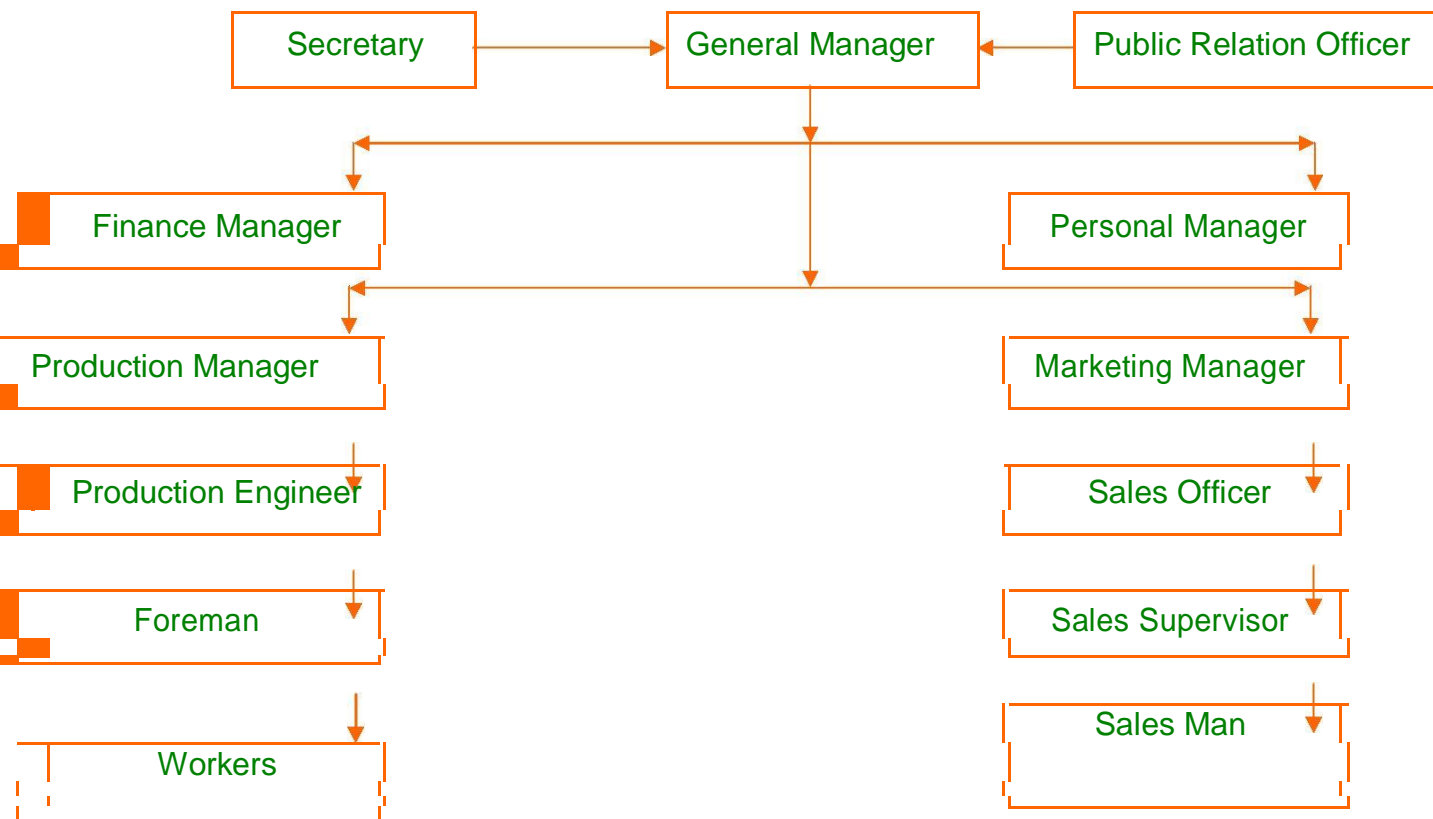 Secretary
General Manager
Public Relation Officer
Finance Manager
Personal Manager
Production Manager
Marketing Manager
Production Engineer
Sales Officer
Foreman
Sales Supervisor
Workers
Sales Man